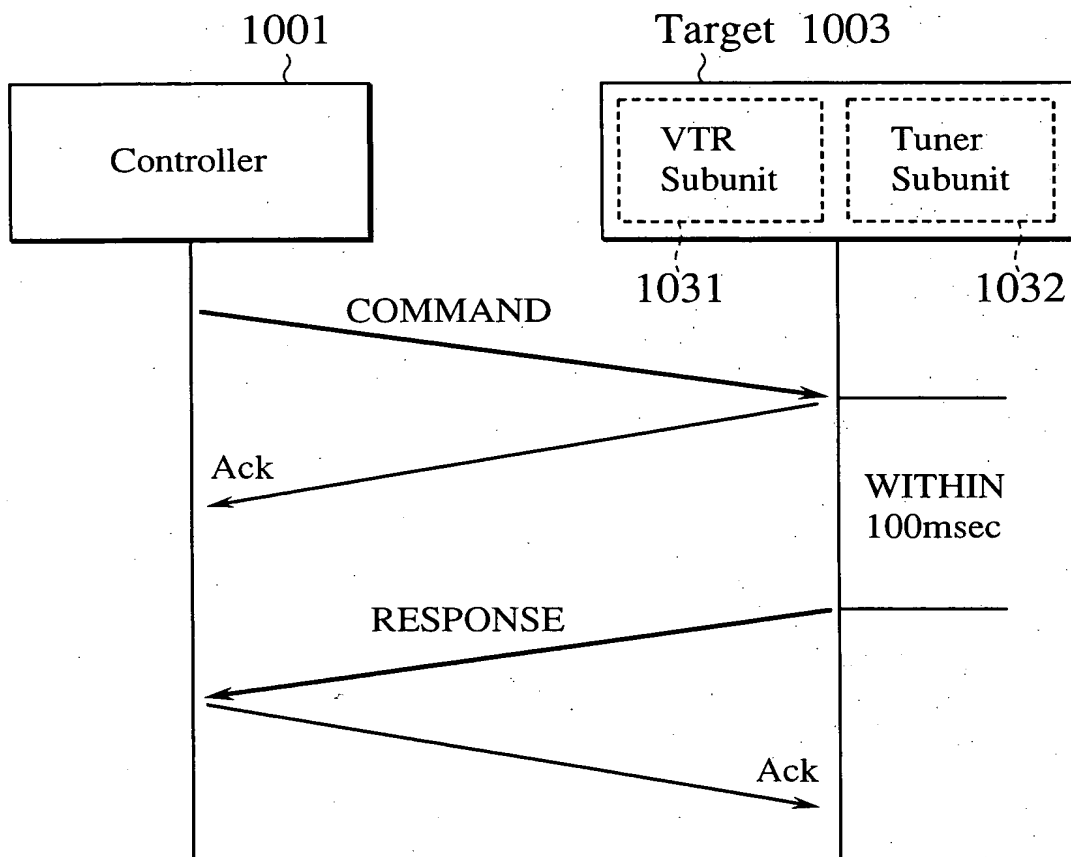 1001
Target 1003
Controller
VTR
Subunit
Tuner
Subunit
1031
1032
COMMAND
Ack
WITHIN
100msec
RESPONSE
Ack